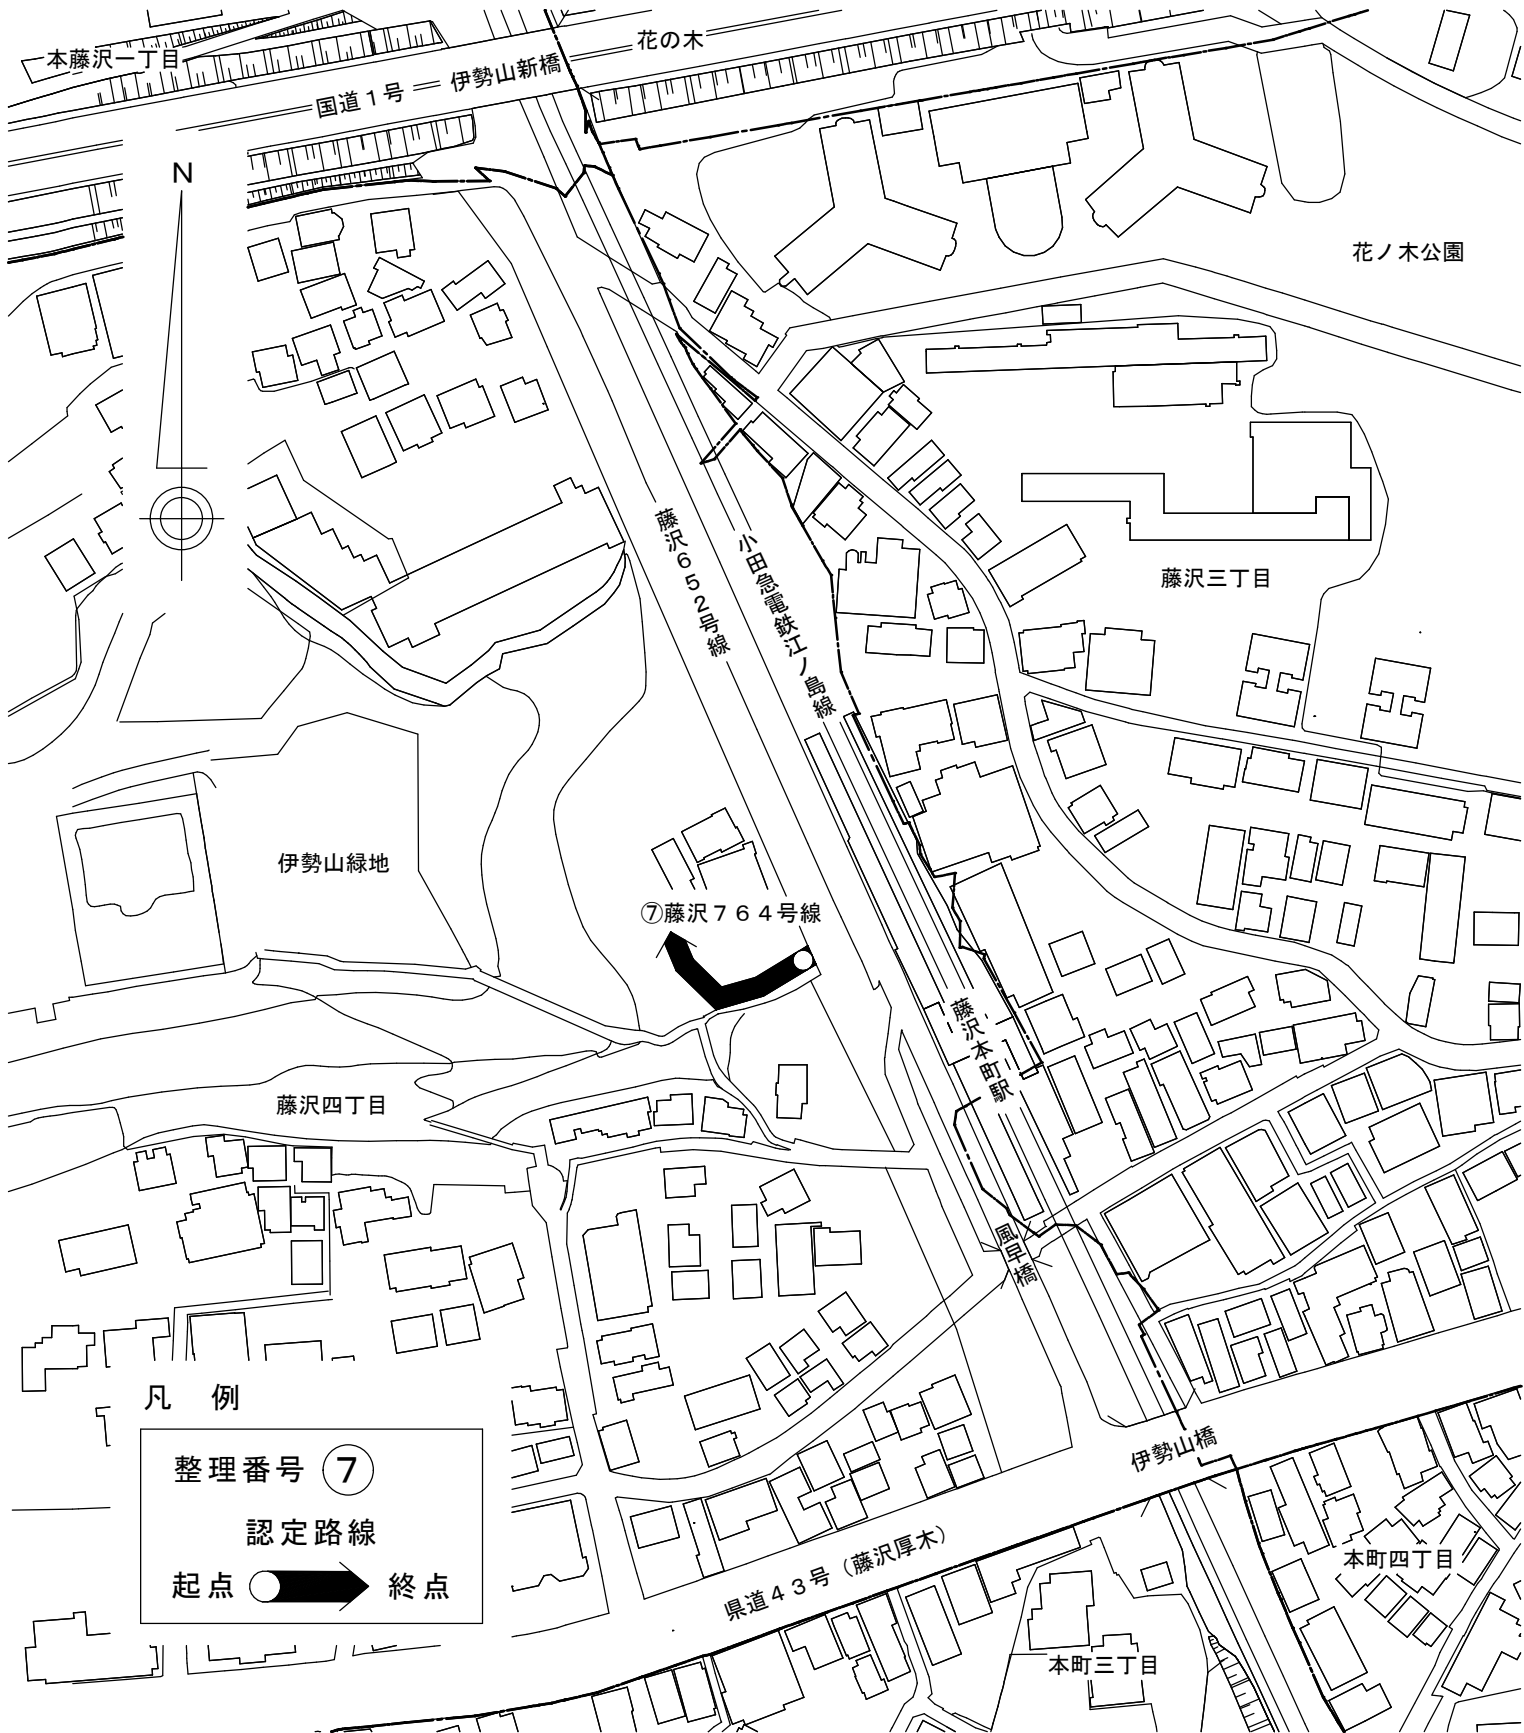 本藤沢一丁目
花の木
国道1号
伊勢山新橋
N
花ノ木公園
藤沢652号線
小田急電鉄江ノ島線
藤沢三丁目
伊勢山緑地
⑦藤沢764号線
藤沢本町駅
藤沢四丁目
風早橋
伊勢山橋
県道43号（藤沢厚木）
本町四丁目
本町三丁目
凡 例
整理番号 ⑦
認定路線
起点 終点